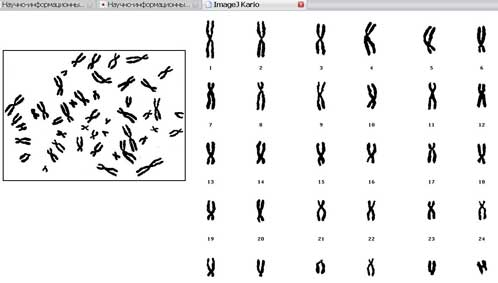 Научно-информационны... Научно-информационны... ImageJ Kario
1 2 3 4 5 6
7 8 9 10 11 12
13 14 15 16 17 18
19 20 21 22 23 24